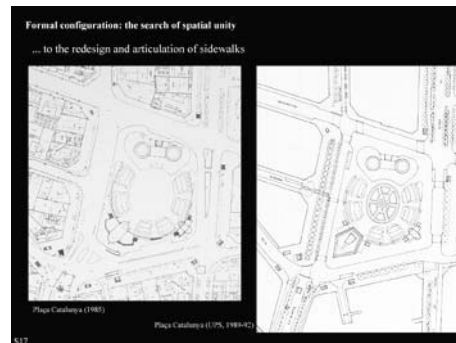 Formal configuration: the search of spatial unity
... to the redesign and articulation of sidewalks
Plaça Catalunya (1985)
Plaça Catalunya (UPS, 1989-92)
S17